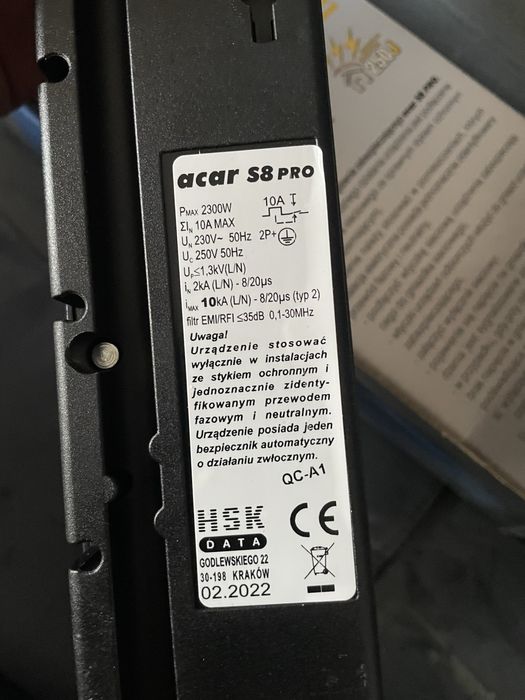 acar S8 PRO
PMAX 2300W
ΣIN 10A MAX
UN 230V~ 50Hz
UC 250V 50Hz
UP≤1,3kV(L/N)
iN 2kA (L/N) - 8/20µs
iMAX 10kA (L/N) - 8/20µs (typ 2)
filtr EMI/RFI ≤35dB 0,1-30MHz
10A
2P+
Uwaga!
Urządzenie stosować
wyłącznie w instalacjach
ze stykiem ochronnym i
jednoznacznie zidenty-
fikowanym przewodem
fazowym i neutralnym.
Urządzenie posiada jeden
bezpiecznik automatyczny
o działaniu zwłocznym.
QC-A1
HSK
DATA
GODLEWSKIEGO 22
30-198 KRAKÓW
02.2022
CE
250J